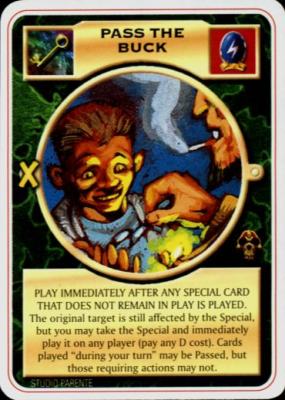 PASS THE
BUCK
PLAY IMMEDIATELY AFTER ANY SPECIAL CARD
THAT DOES NOT REMAIN IN PLAY IS PLAYED.
The original target is still affected by the Special,
but you may take the Special and immediately
play it on any player (pay any D cost). Cards
played “during your turn” may be Passed, but
those requiring actions may not.
STUDIO PARENTE